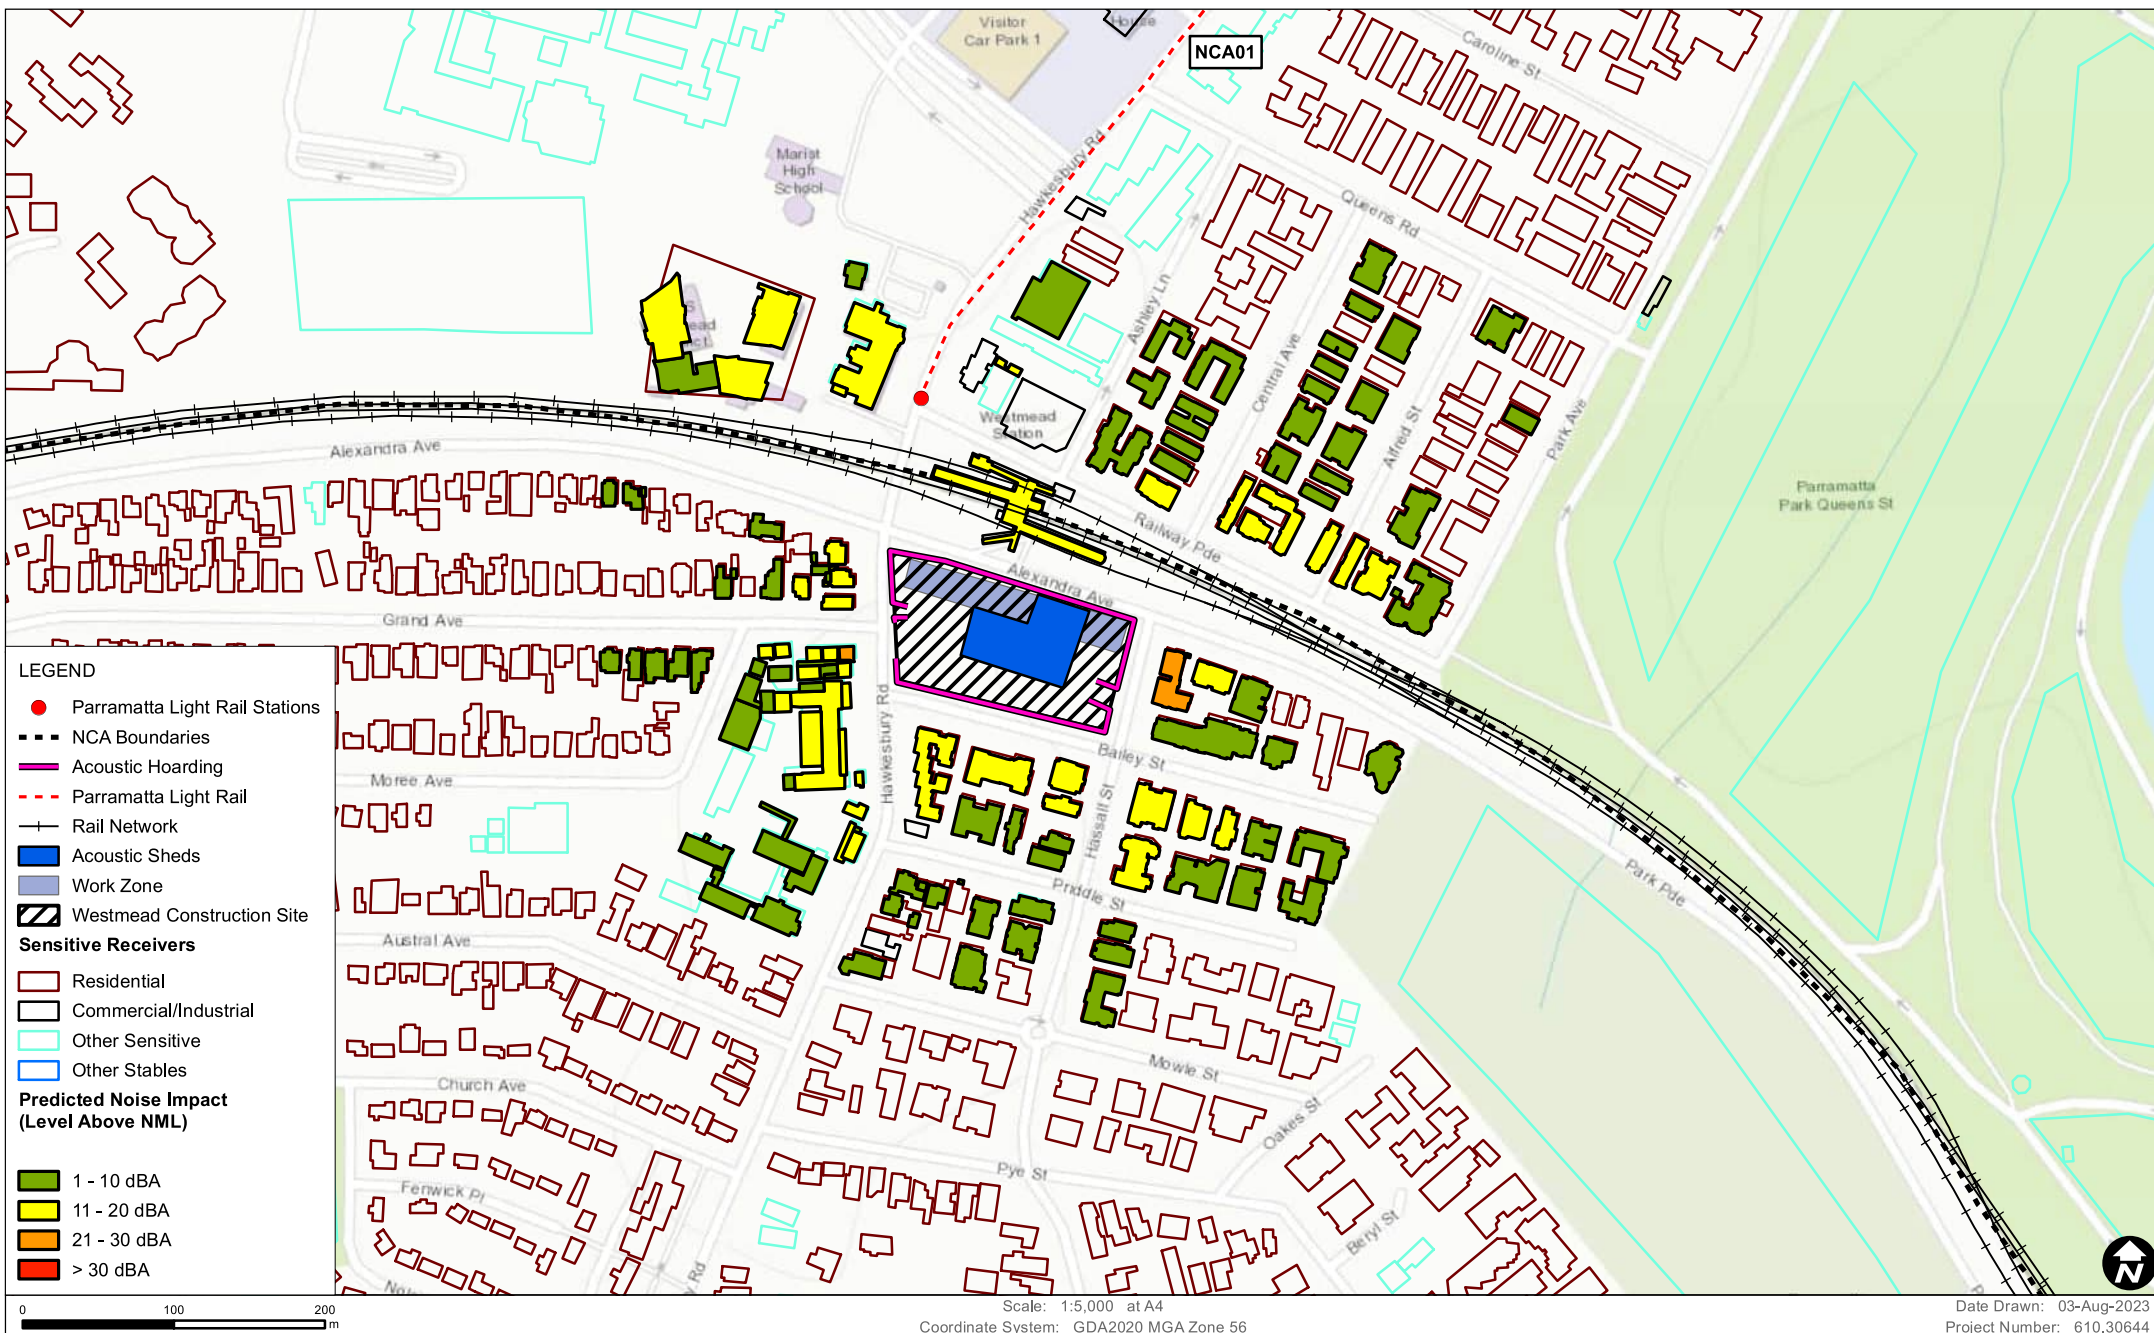 Visitor
Car Park 1
House
NCA01
Caroline St
Marist
High
School
Hawkesbury Rd
Queens Rd
Ashley Ln
Central Ave
Alfred St
Park Ave
Westmead
Station
Parramatta
Park Queens St
Alexandra Ave
Railway Pde
Alexandra Ave
Grand Ave
Hawkesbury Rd
Bailey St
Moree Ave
Hassall St
Priddle St
Park Pde
Austral Ave
Mowle St
Church Ave
Oakes St
Pye St
Fenwick Pl
Beryl St
y Rd
LEGEND
Parramatta Light Rail Stations
NCA Boundaries
Acoustic Hoarding
Parramatta Light Rail
Rail Network
Acoustic Sheds
Work Zone
Westmead Construction Site
Sensitive Receivers
Residential
Commercial/Industrial
Other Sensitive
Other Stables
Predicted Noise Impact
(Level Above NML)
1 - 10 dBA
11 - 20 dBA
21 - 30 dBA
> 30 dBA
N
0 100 200
m
Scale: 1:5,000 at A4
Coordinate System: GDA2020 MGA Zone 56
Date Drawn: 03-Aug-2023
Project Number: 610.30644